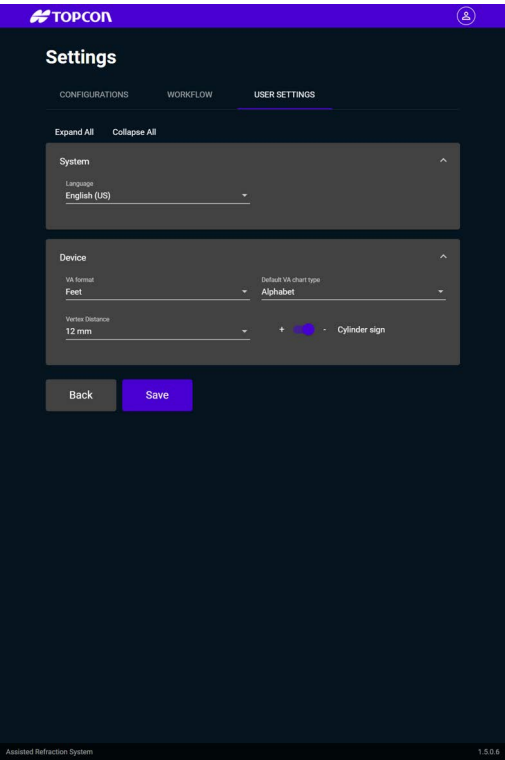 TOPCON
Settings
CONFIGURATIONS WORKFLOW USER SETTINGS
Expand All Collapse All
System
Language
English (US)
Device
VA format Default VA chart type
Feet Alphabet
Vertex Distance
12 mm + - Cylinder sign
Back Save
Assisted Refraction System 1.5.0.6